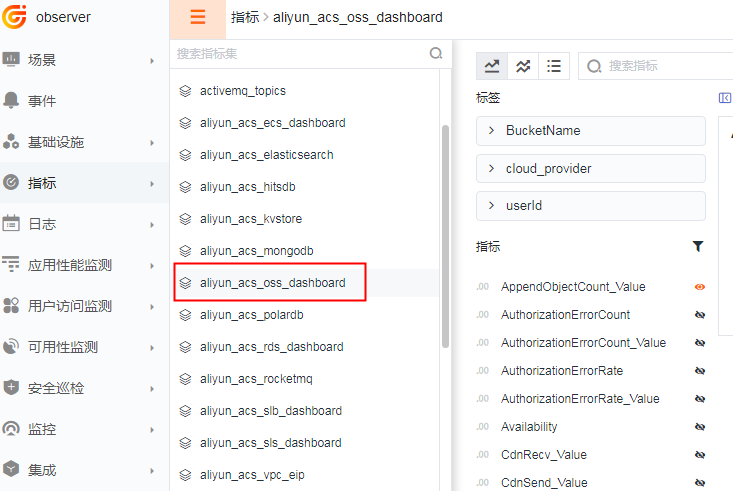 observer
场景
事件
基础设施
指标
日志
应用性能监测
用户访问监测
可用性监测
安全巡检
监控
集成
指标 > aliyun_acs_oss_dashboard
搜索指标集
activemq_topics
aliyun_acs_ecs_dashboard
aliyun_acs_elasticsearch
aliyun_acs_hitsdb
aliyun_acs_kvstore
aliyun_acs_mongodb
aliyun_acs_oss_dashboard
aliyun_acs_polardb
aliyun_acs_rds_dashboard
aliyun_acs_rocketmq
aliyun_acs_slb_dashboard
aliyun_acs_sls_dashboard
aliyun_acs_vpc_eip
搜索指标
标签
BucketName
cloud_provider
userId
指标
.00 AppendObjectCount_Value
.00 AuthorizationErrorCount
.00 AuthorizationErrorCount_Value
.00 AuthorizationErrorRate
.00 AuthorizationErrorRate_Value
.00 Availability
.00 CdnRecv_Value
.00 CdnSend_Value